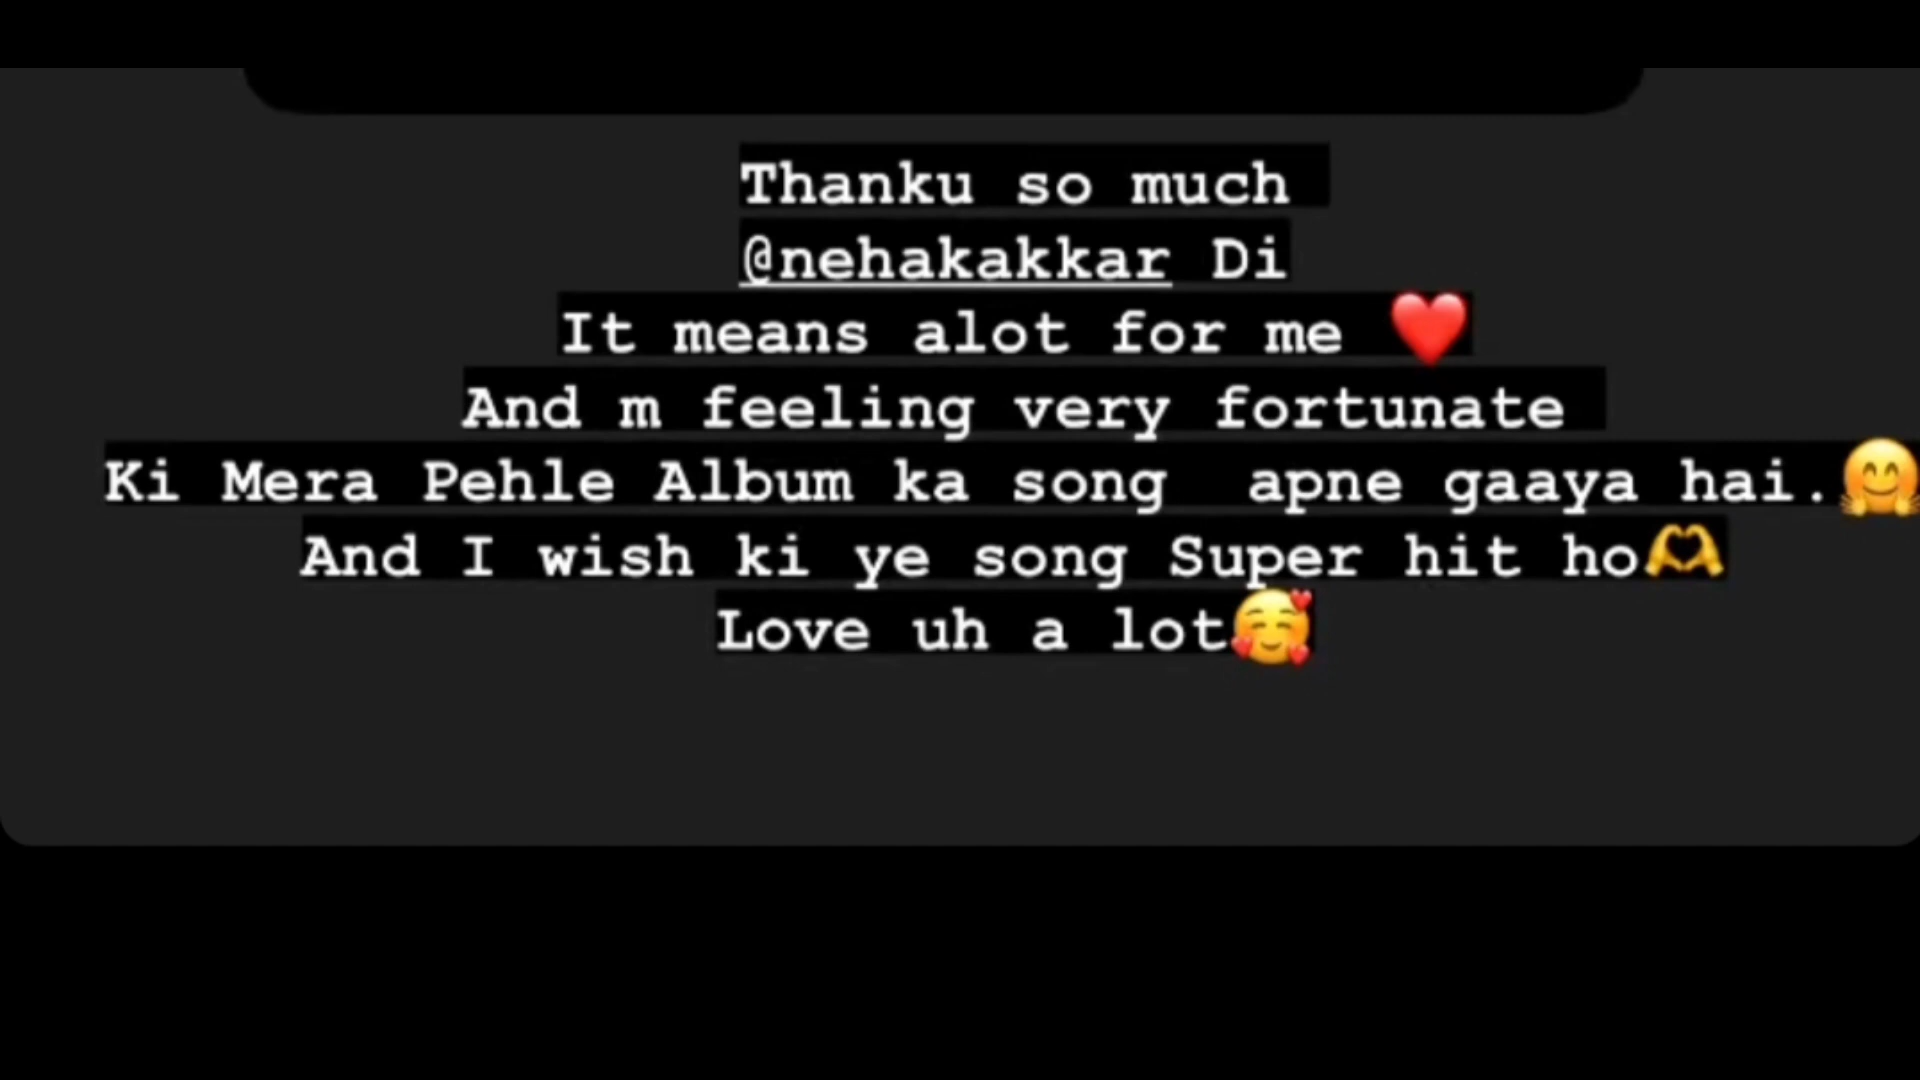 Thanku so much
@nehakakkar Di
It means alot for me ❤️
And m feeling very fortunate
Ki Mera Pehle Album ka song  apne gaaya hai.🤗
And I wish ki ye song Super hit ho🫶
Love uh a lot🥰